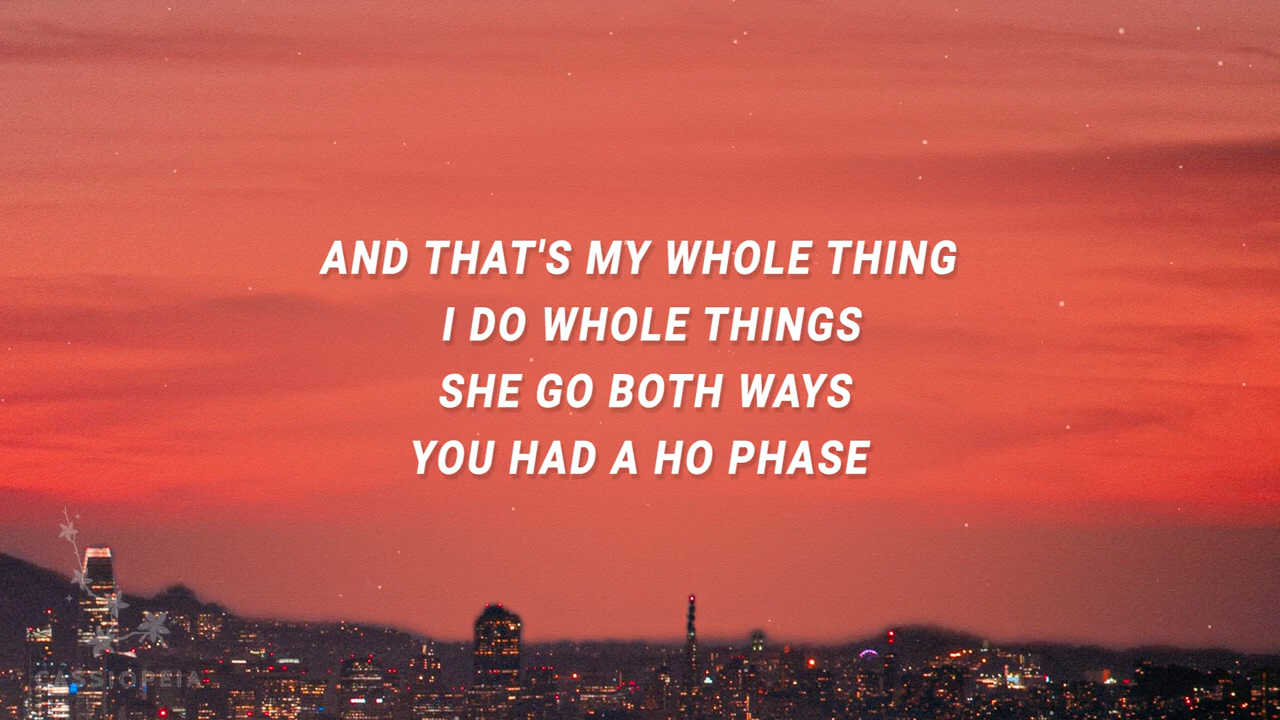 AND THAT'S MY WHOLE THING
I DO WHOLE THINGS
SHE GO BOTH WAYS
YOU HAD A HO PHASE
CASSIOPEIA